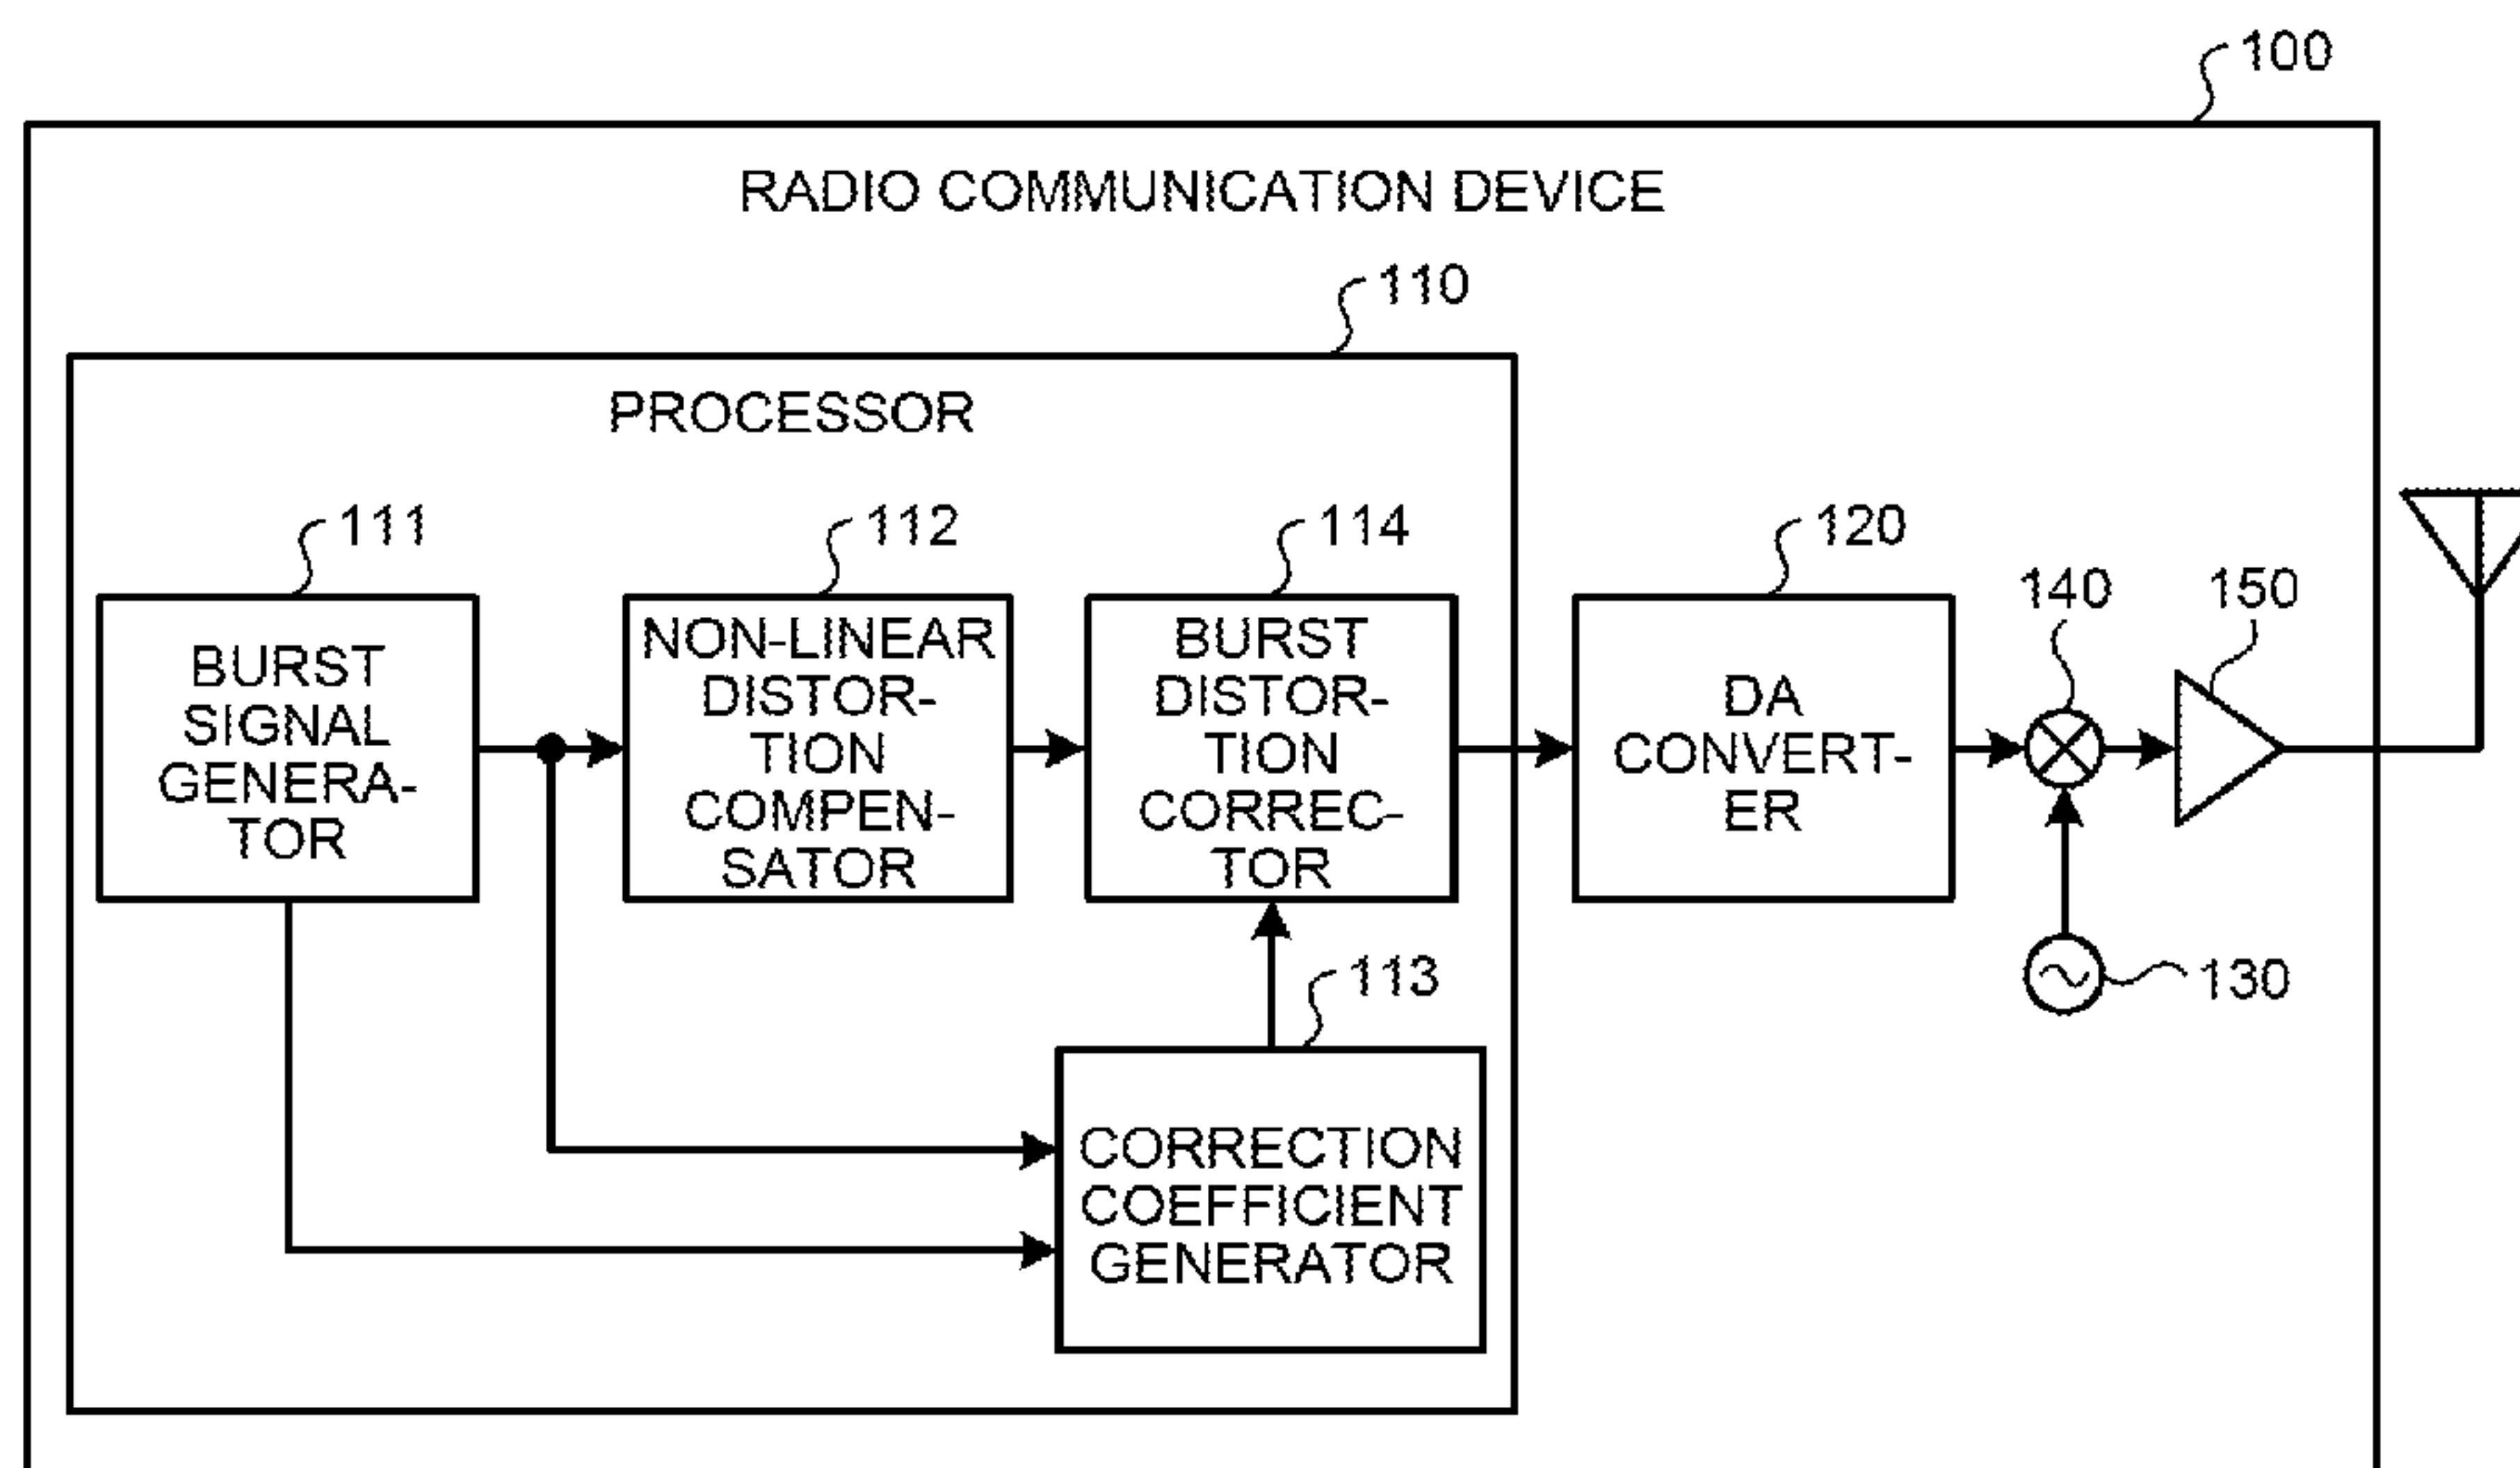 100
RADIO COMMUNICATION DEVICE
110
PROCESSOR
111
BURST
SIGNAL
GENERA-
TOR
112
NON-LINEAR
DISTOR-
TION
COMPEN-
SATOR
114
BURST
DISTOR-
TION
CORREC-
TOR
120
DA
CONVERT-
ER
140
150
130
113
CORRECTION
COEFFICIENT
GENERATOR